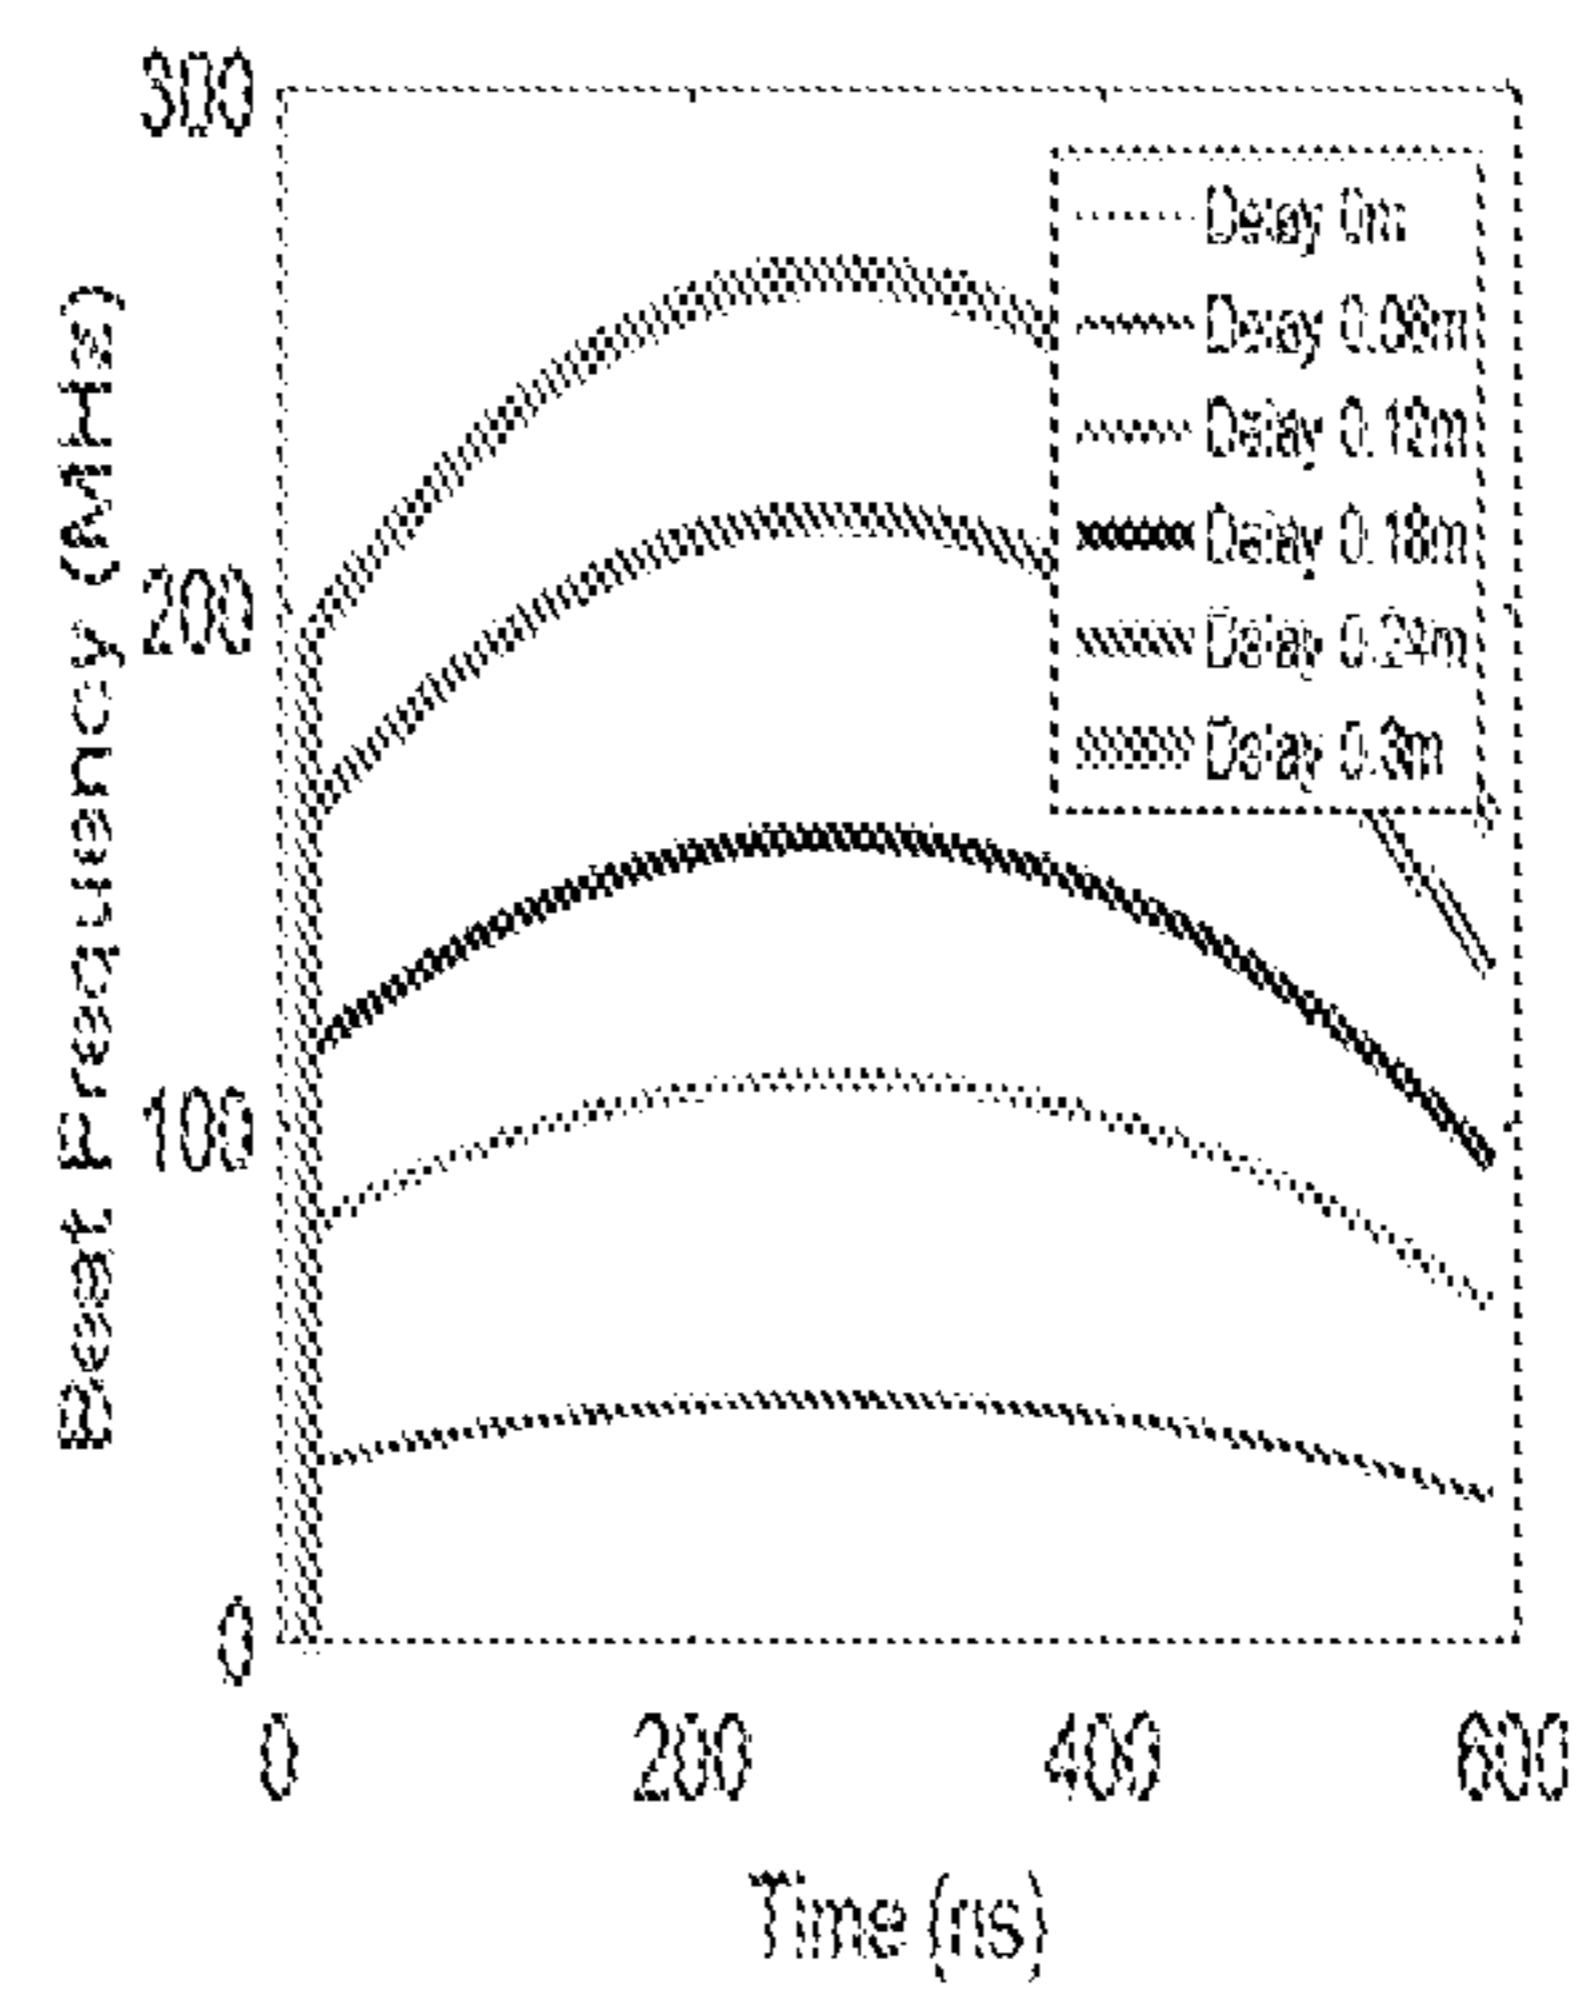 300
200
100
0
Beat Frequency (MHz)
0 200 400 600
Time (ns)
Delay 0m
Delay 0.06m
Delay 0.12m
Delay 0.18m
Delay 0.24m
Delay 0.3m